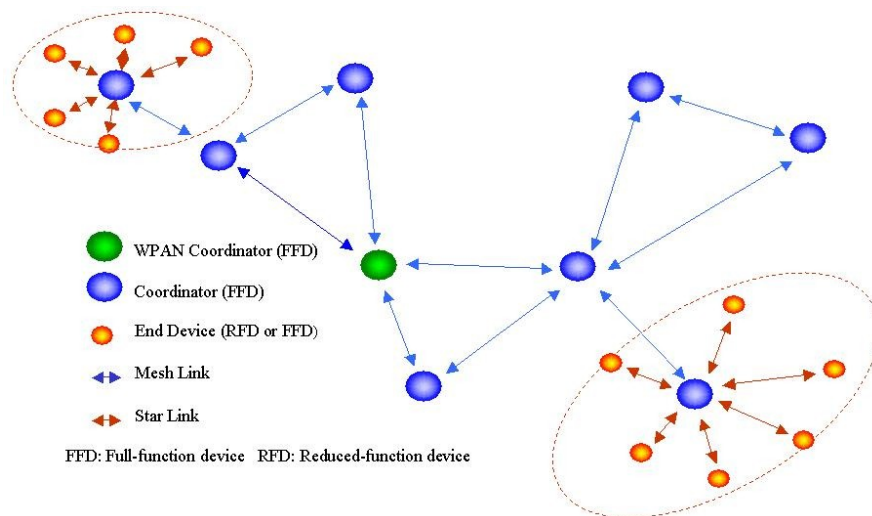 WPAN Coordinator (FFD)
Coordinator (FFD)
End Device (RFD or FFD)
Mesh Link
Star Link
FFD: Full-function device RFD: Reduced-function device